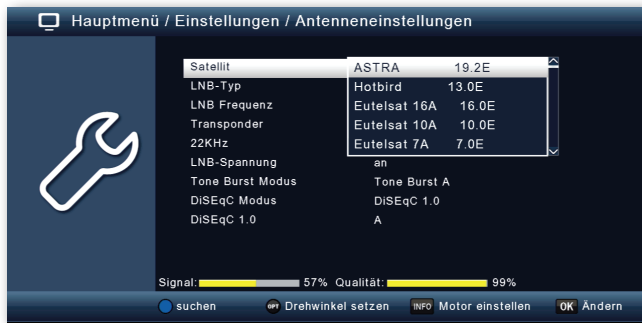 Hauptmenü / Einstellungen / Antenneneinstellungen
Satellit
ASTRA 19.2E
LNB-Typ
Hotbird 13.0E
LNB Frequenz
Eutelsat 16A 16.0E
Transponder
Eutelsat 10A 10.0E
22KHz
Eutelsat 7A 7.0E
LNB-Spannung an
Tone Burst Modus Tone Burst A
DiSEqC Modus DiSEqC 1.0
DiSEqC 1.0 A
Signal: 57% Qualität: 99%
suchen OPT Drehwinkel setzen INFO Motor einstellen OK Ändern